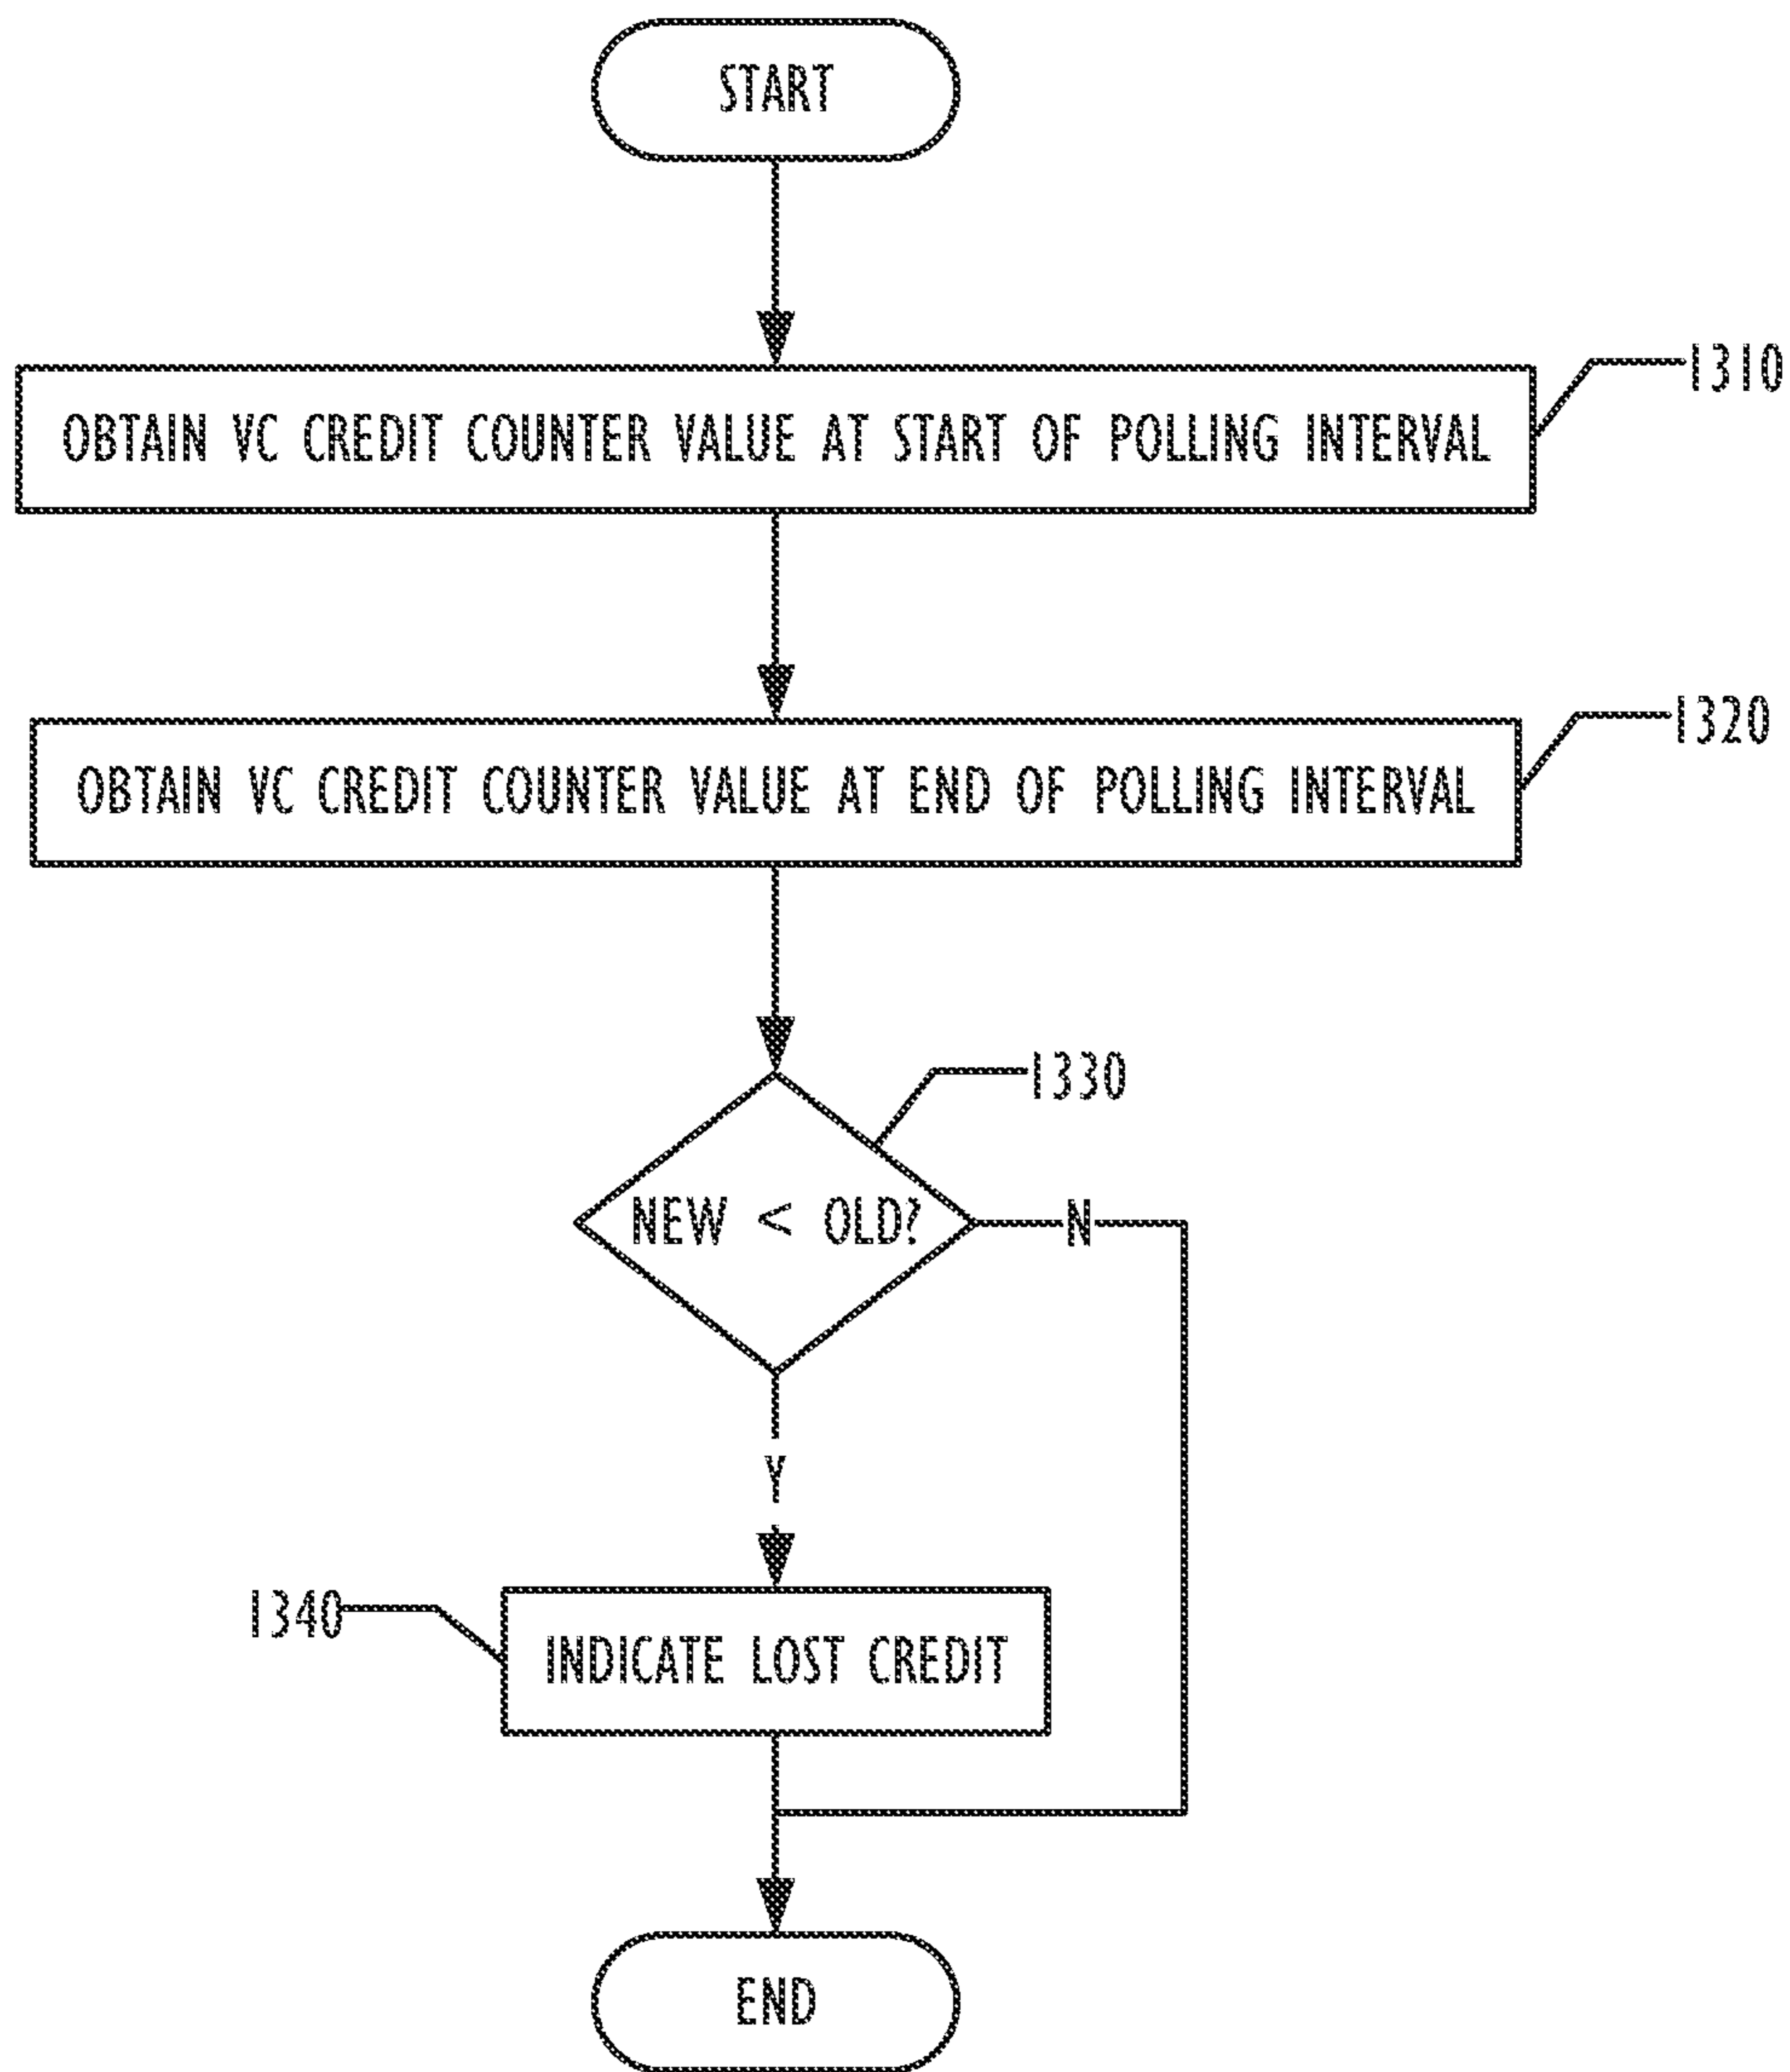 START
1310
OBTAIN VC CREDIT COUNTER VALUE AT START OF POLLING INTERVAL
1320
OBTAIN VC CREDIT COUNTER VALUE AT END OF POLLING INTERVAL
1330
NEW < OLD?
N
Y
1340
INDICATE LOST CREDIT
END